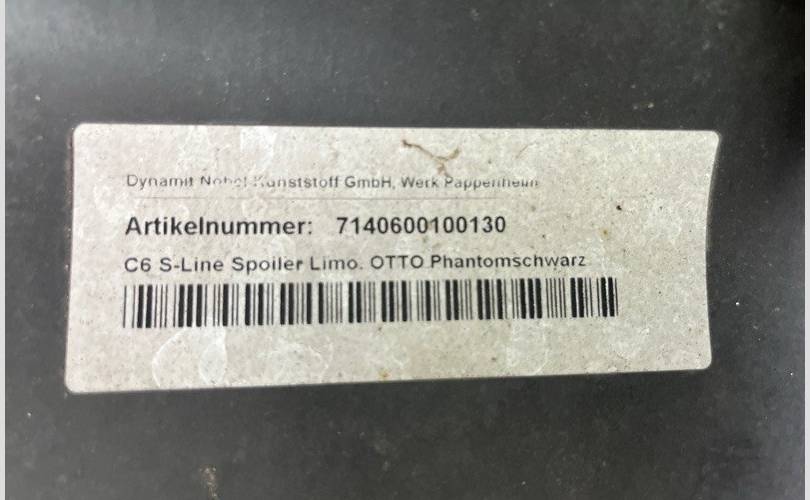 Dynamit Nobel Kunststoff GmbH, Werk Pappenheim
Artikelnummer: 7140600100130
C6 S-Line Spoiler Limo. OTTO Phantomschwarz